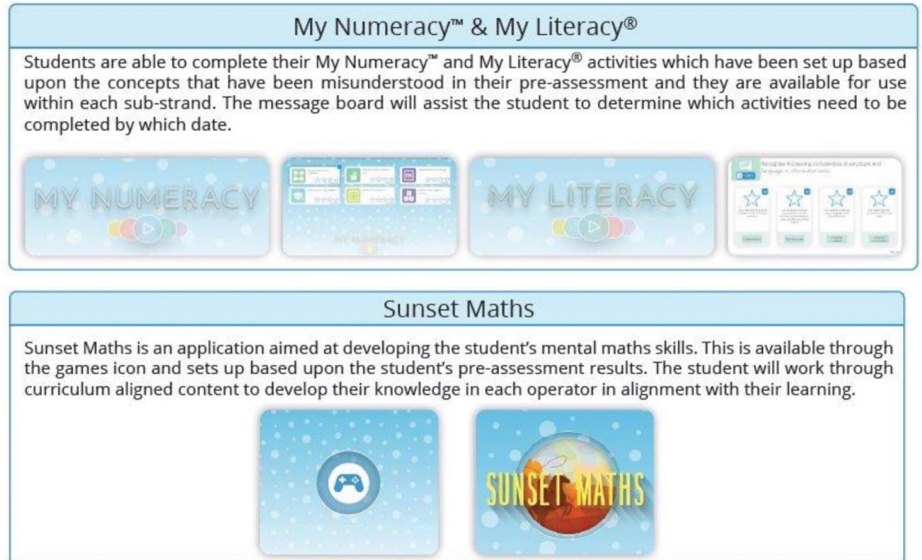 My Numeracy™ & My Literacy®
Students are able to complete their My Numeracy™ and My Literacy® activities which have been set up based
upon the concepts that have been misunderstood in their pre-assessment and they are available for use
within each sub-strand. The message board will assist the student to determine which activities need to be
completed by which date.
MY NUMERACY
MY NUMERACY
MY LITERACY
Sunset Maths
Sunset Maths is an application aimed at developing the student's mental maths skills. This is available through
the games icon and sets up based upon the student's pre-assessment results. The student will work through
curriculum aligned content to develop their knowledge in each operator in alignment with their learning.
SUNSET MATHS